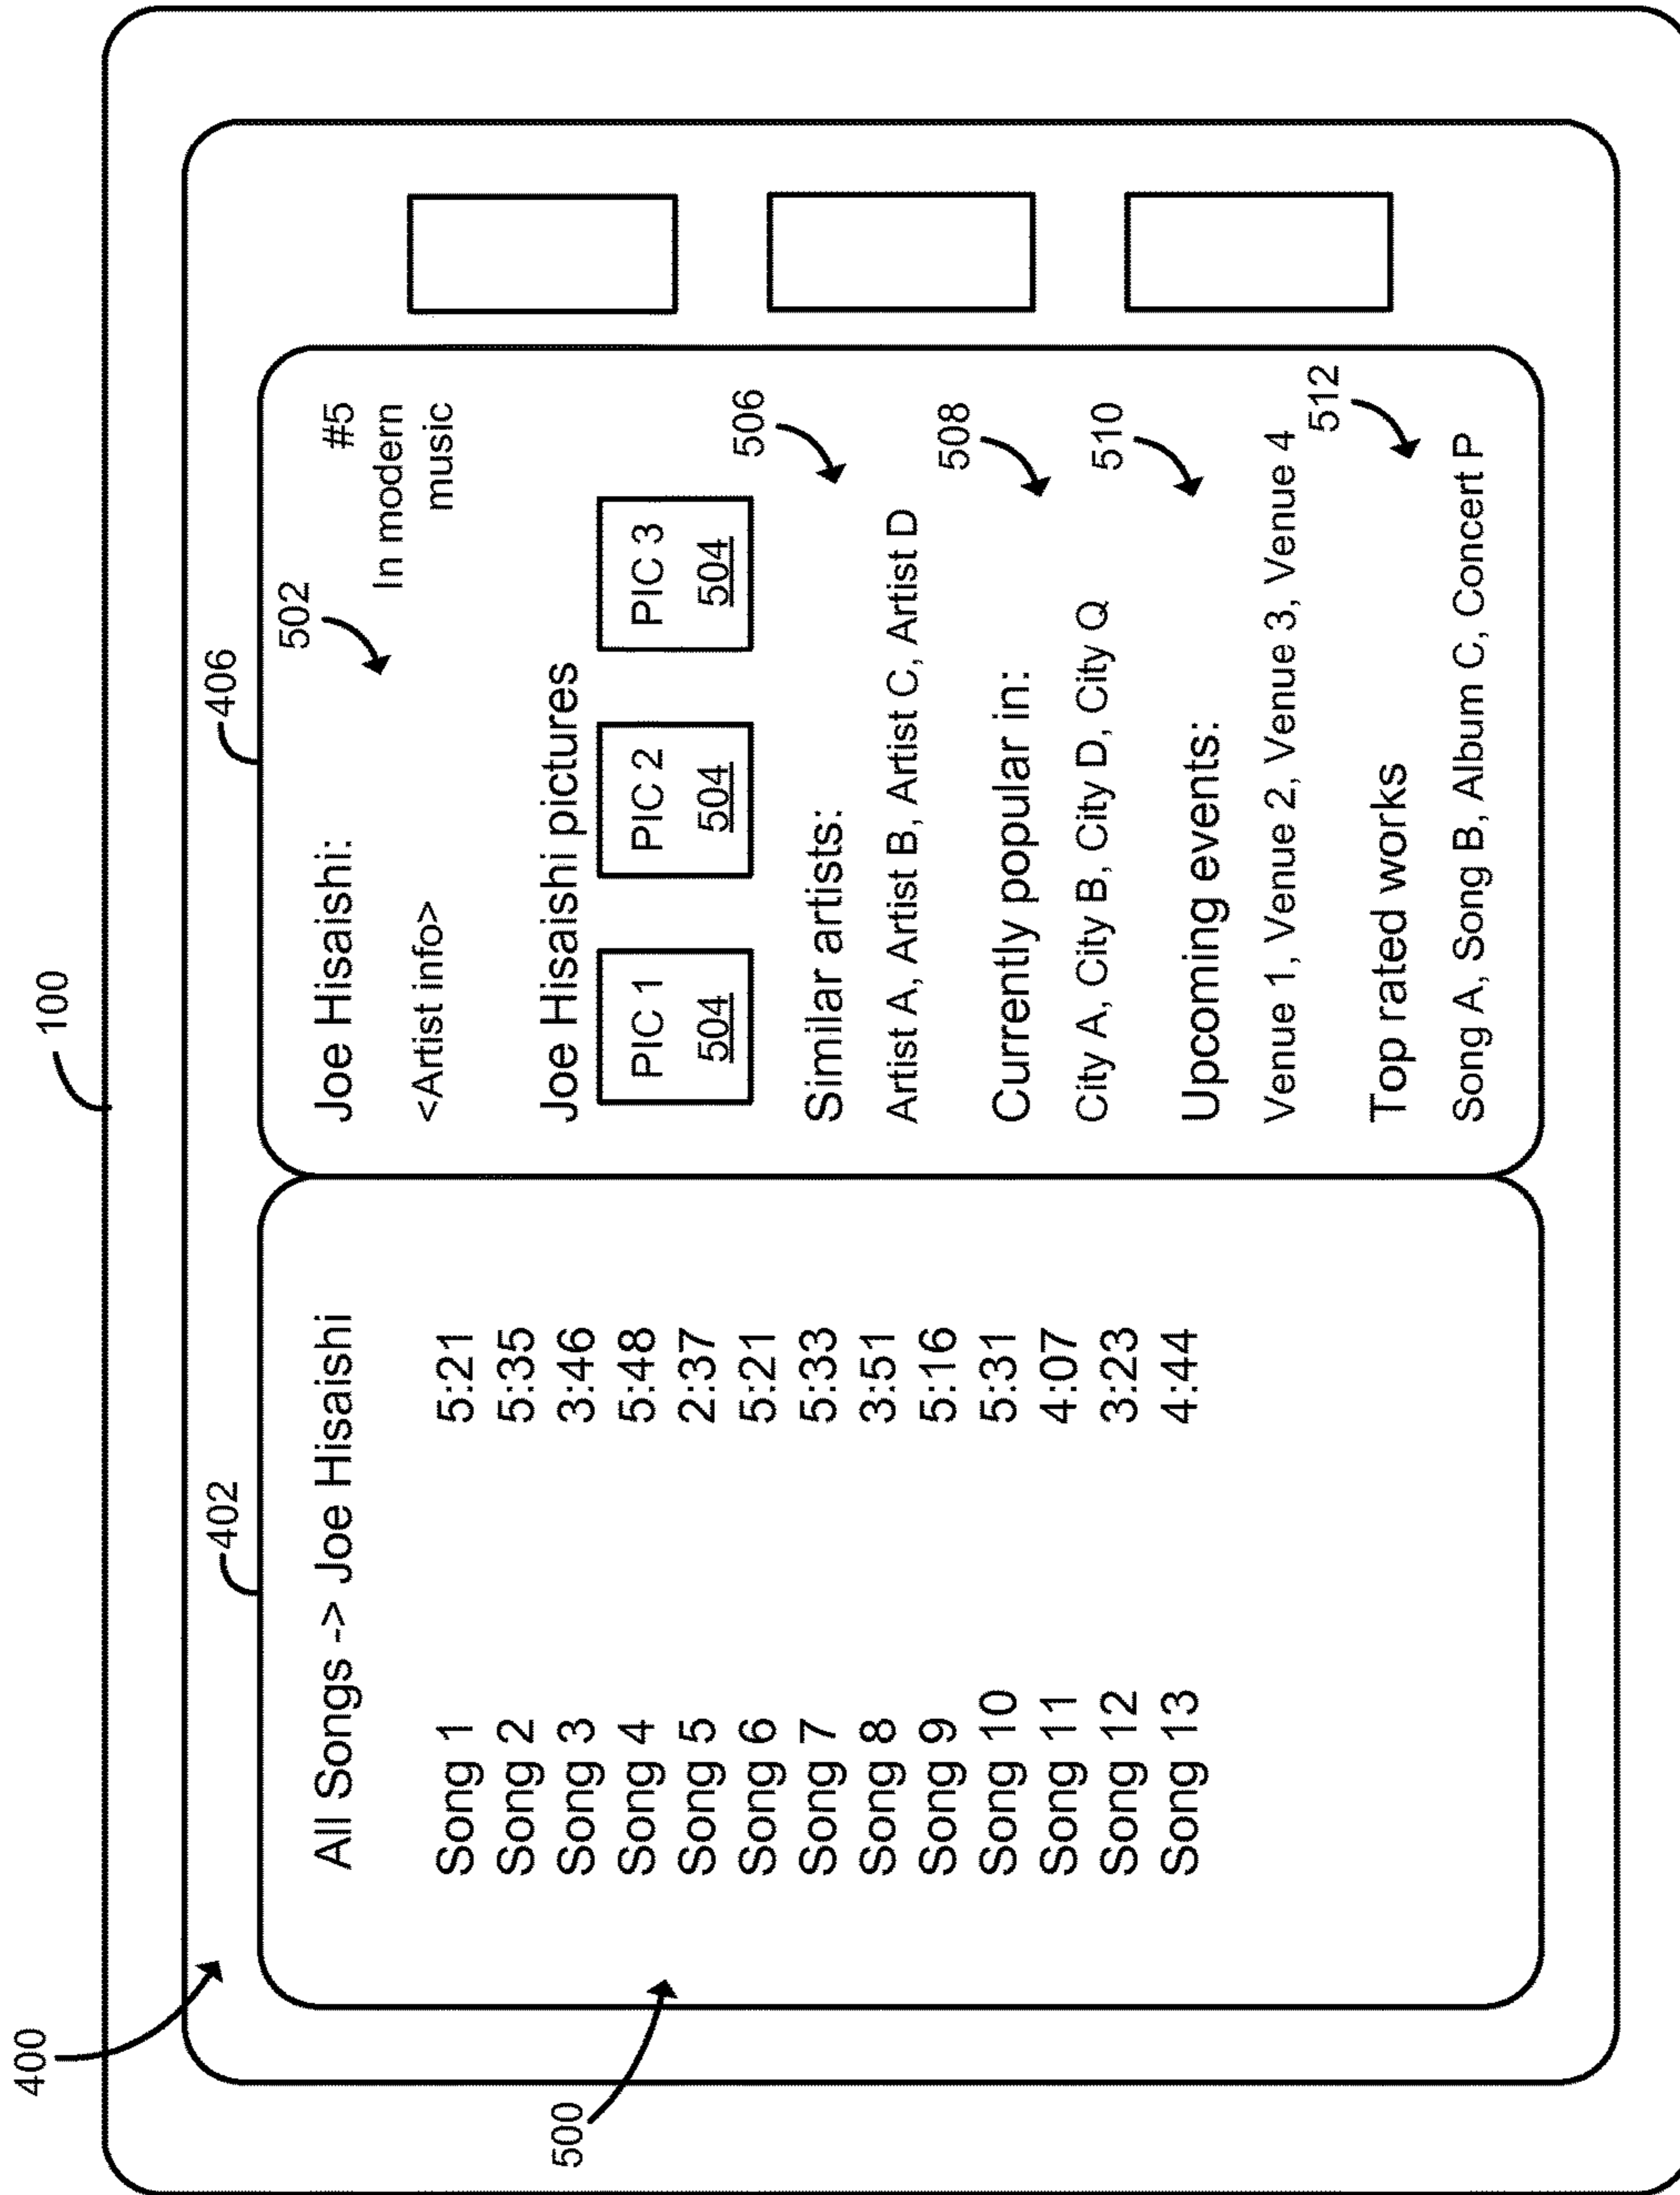 100
400
402
All Songs -> Joe Hisaishi
Song 1 5:21
Song 2 5:35
Song 3 3:46
Song 4 5:48
Song 5 2:37
Song 6 5:21
Song 7 5:33
Song 8 3:51
Song 9 5:16
Song 10 5:31
Song 11 4:07
Song 12 3:23
Song 13 4:44
500
406
502
Joe Hisaishi: #5
In modern
<Artist info> music
Joe Hisaishi pictures
PIC 1 PIC 2 PIC 3
504 504 504
506
Similar artists:
Artist A, Artist B, Artist C, Artist D
508
Currently popular in:
City A, City B, City D, City Q
510
Upcoming events:
Venue 1, Venue 2, Venue 3, Venue 4
512
Top rated works
Song A, Song B, Album C, Concert P